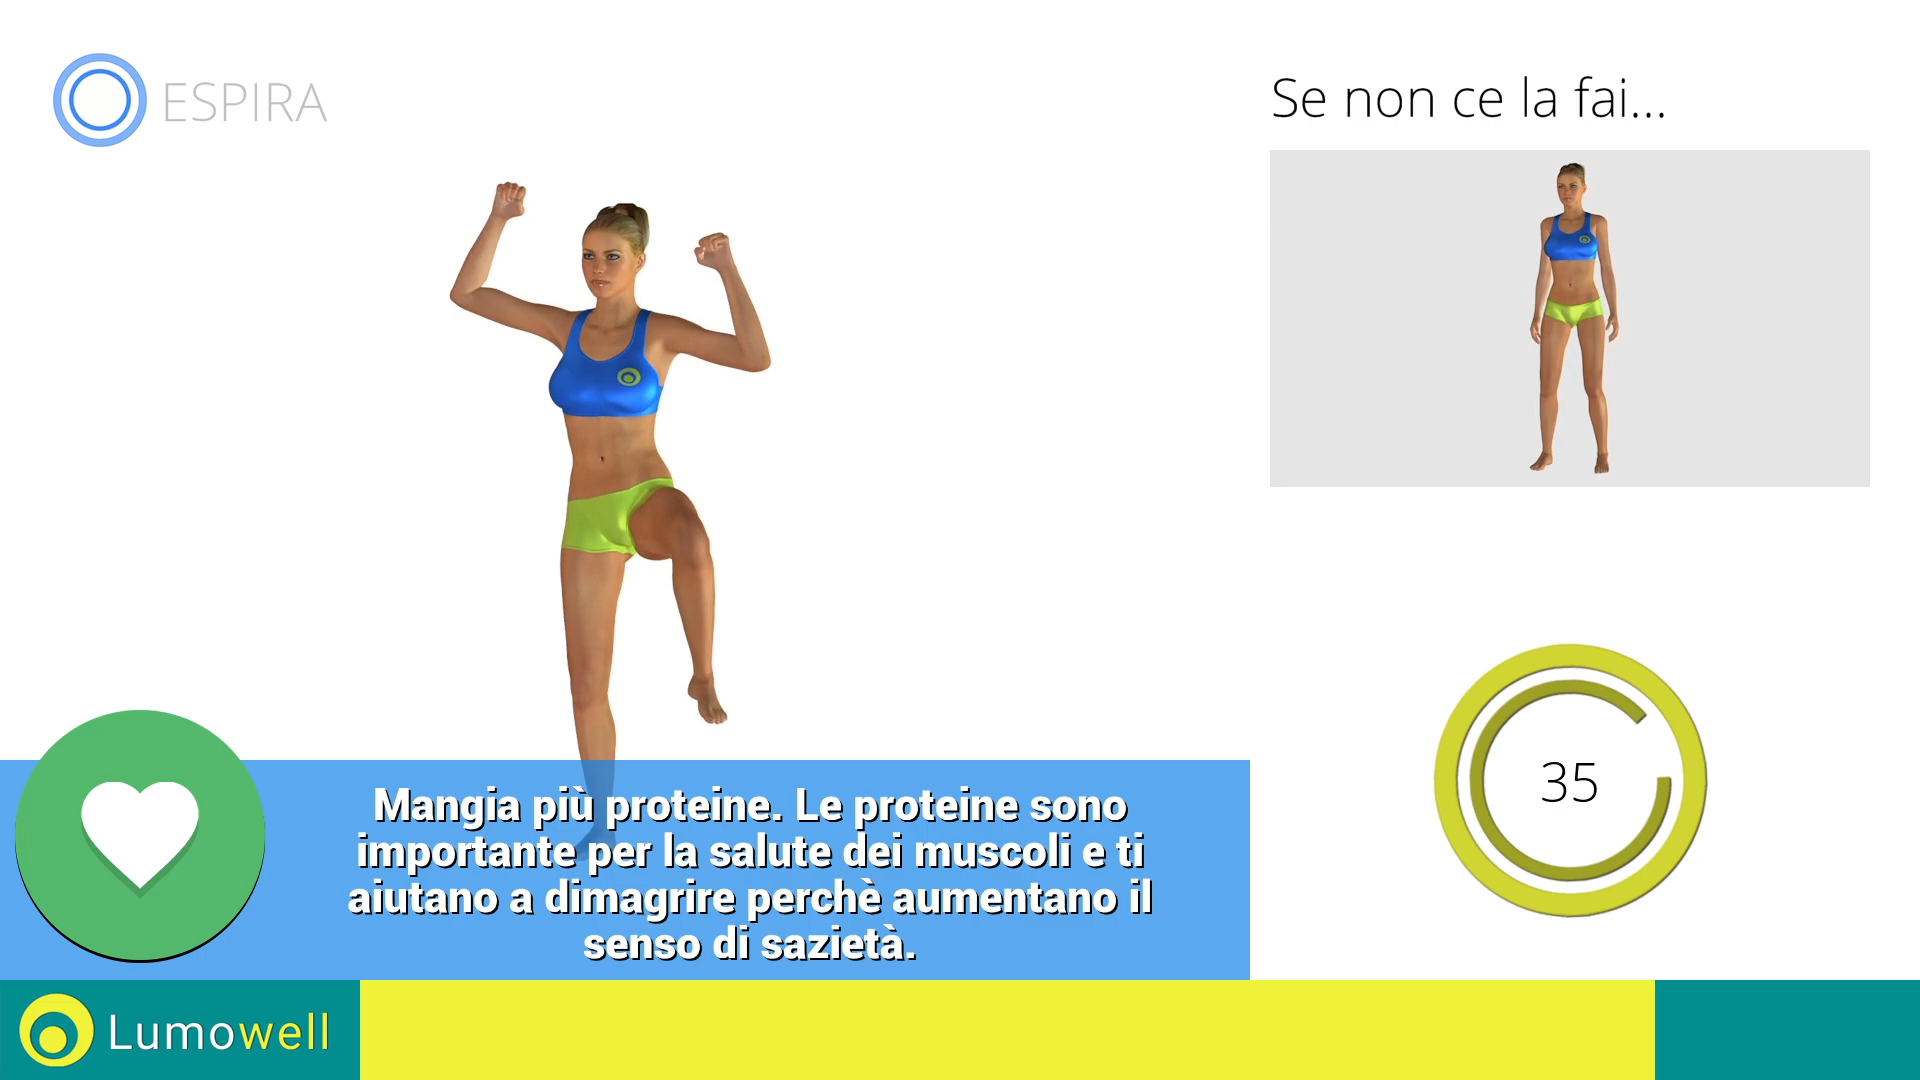 ESPIRA
Se non ce la fai...
35
Mangia più proteine. Le proteine sono
importante per la salute dei muscoli e ti
aiutano a dimagrire perchè aumentano il
senso di sazietà.
Lumowell